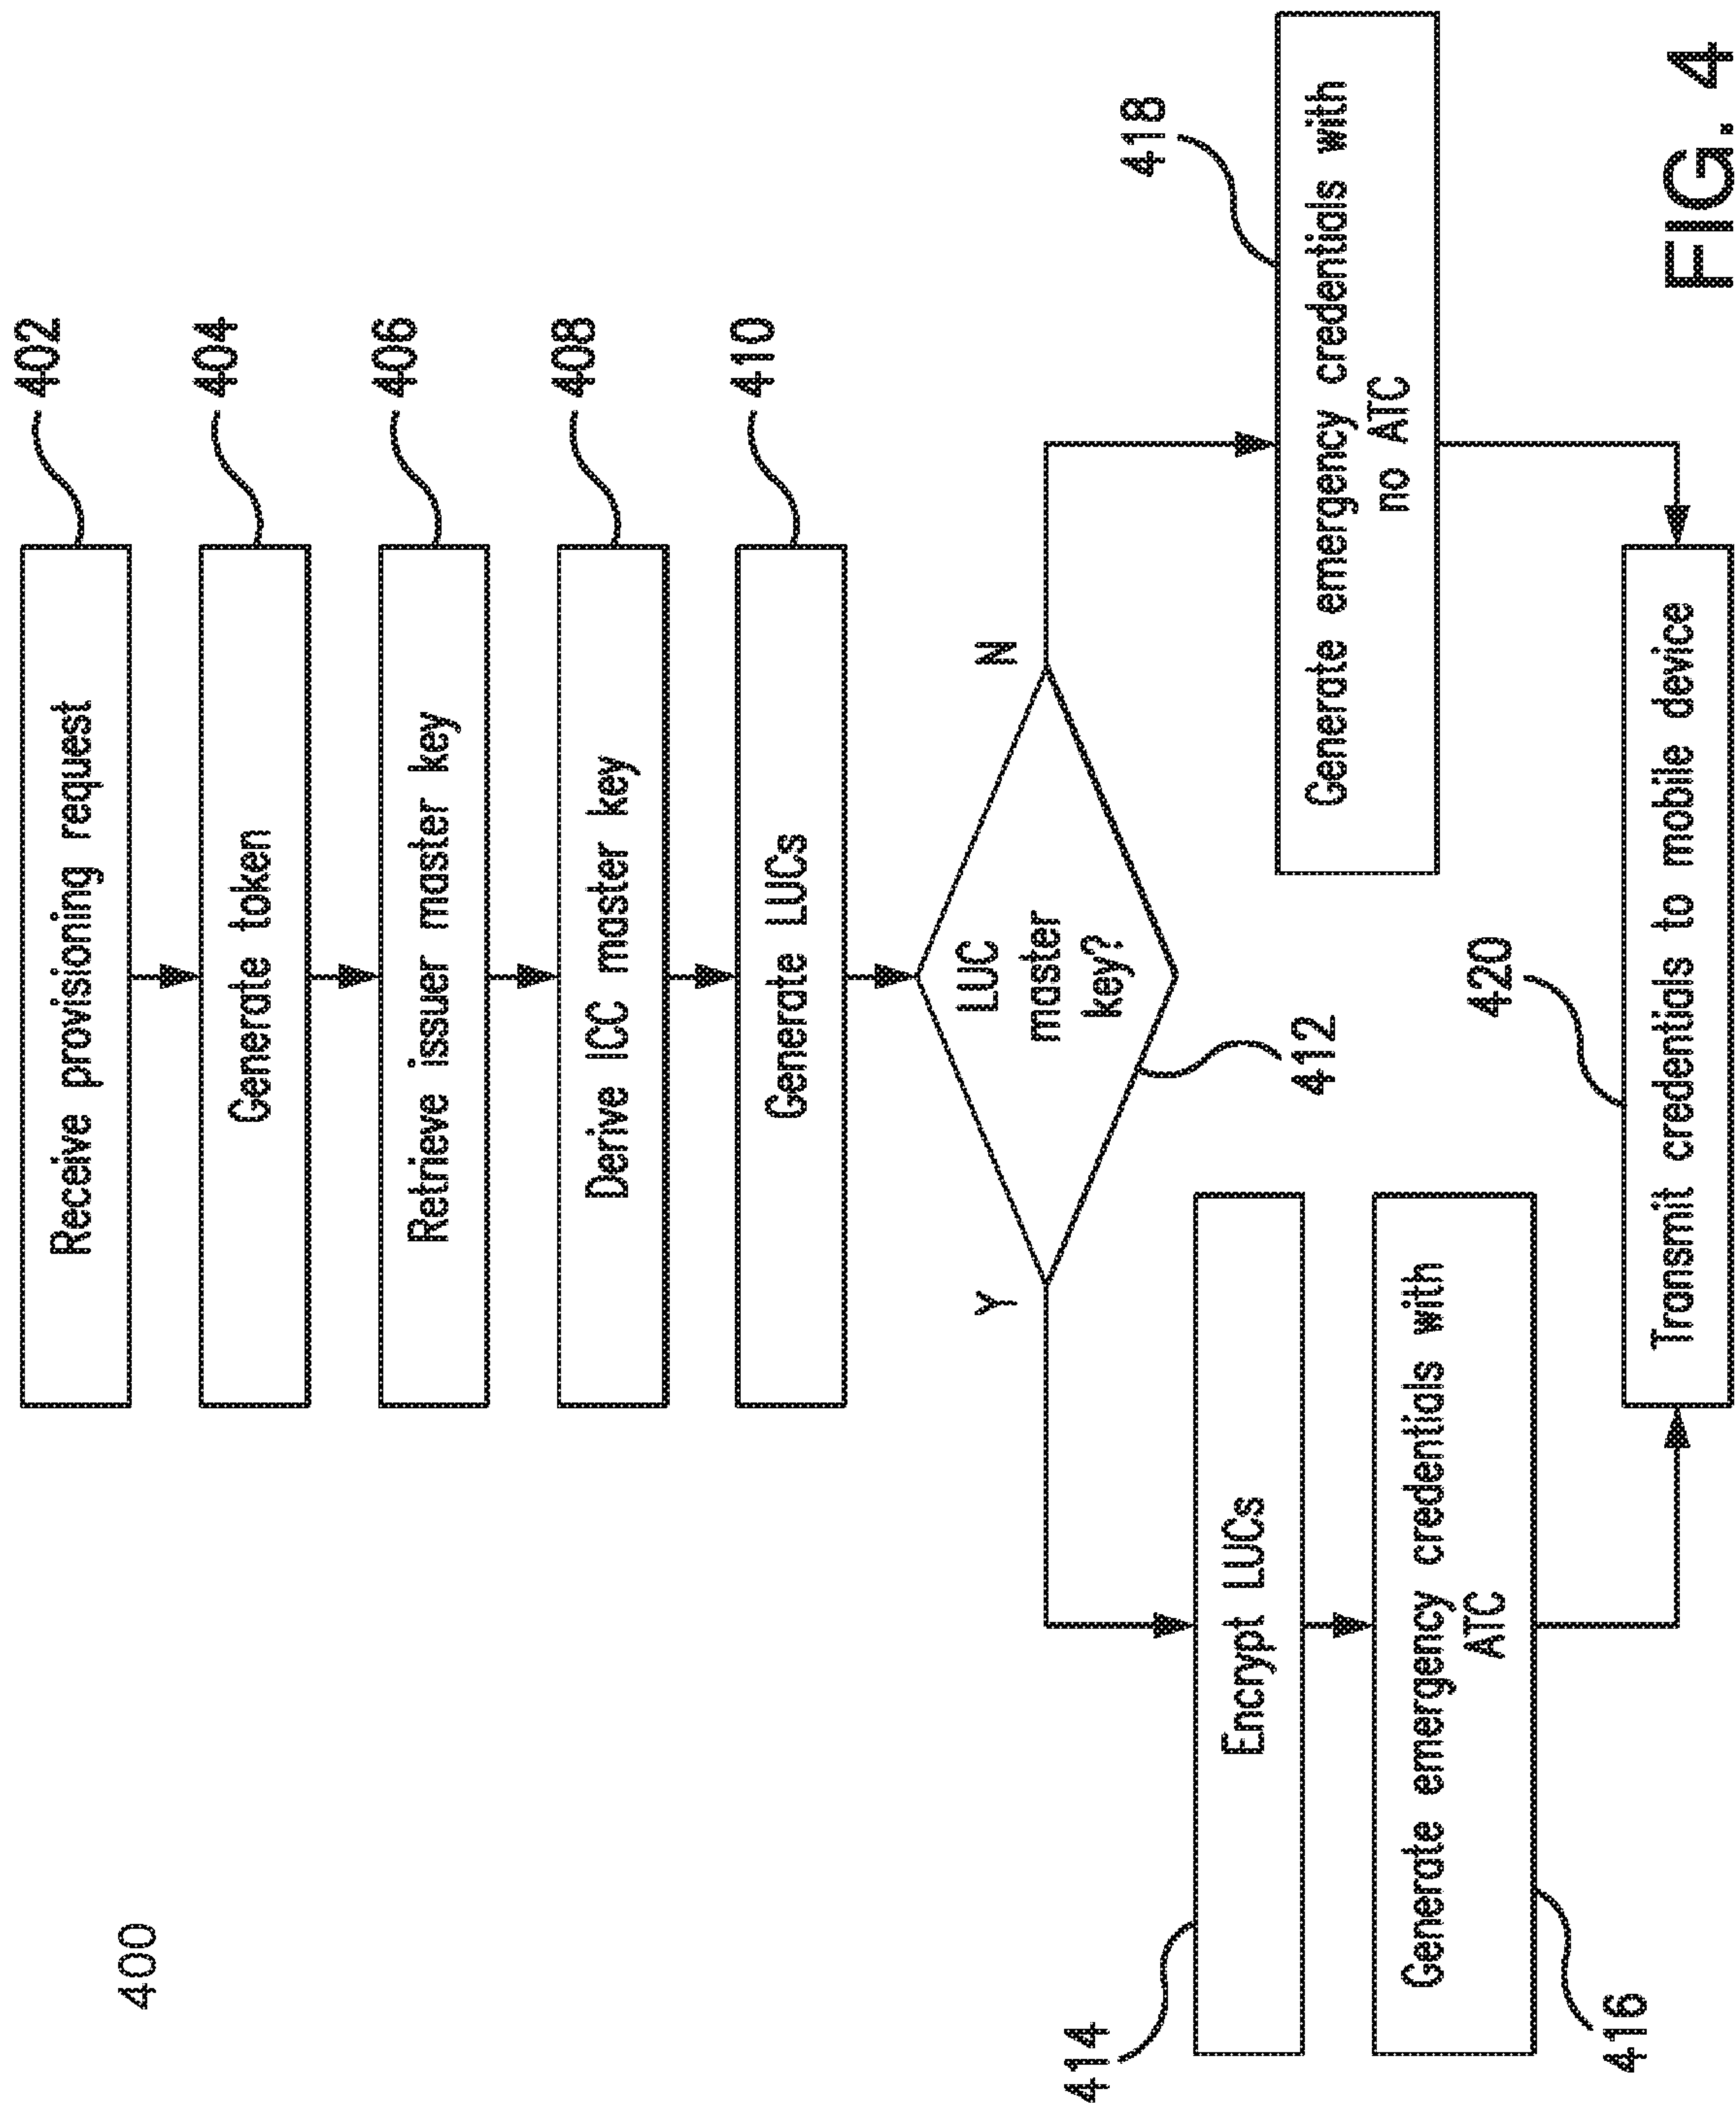 400
Receive provisioning request
402
Generate token
404
Retrieve issuer master key
406
Derive ICC master key
408
Generate LUCs
410
LUC
master
key?
Y
N
412
414
Encrypt LUCs
Generate emergency credentials with
ATC
416
418
Generate emergency credentials with
no ATC
420
Transmit credentials to mobile device
FIG. 4